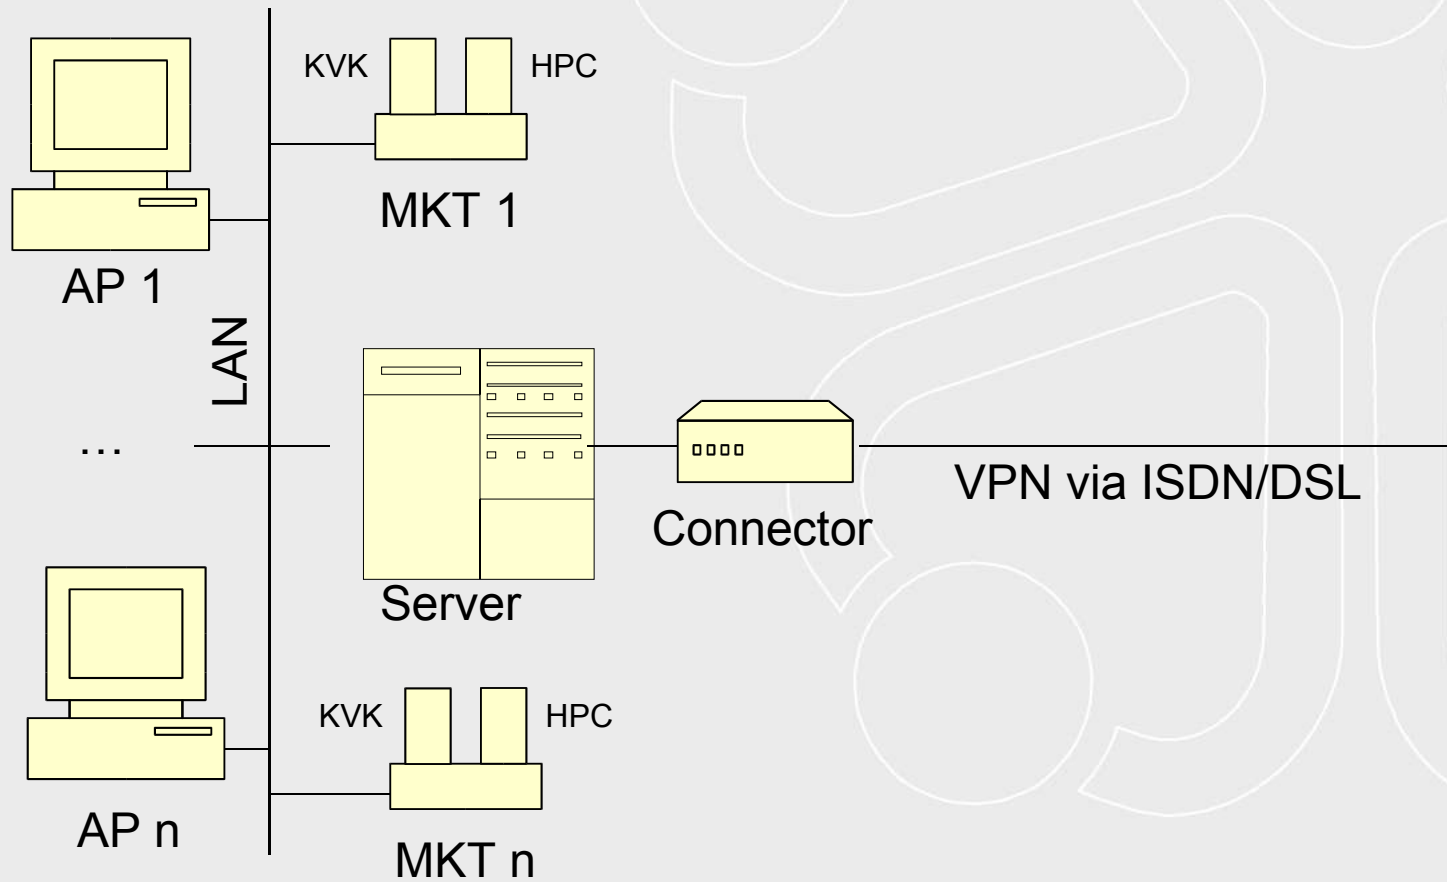 KVK
HPC
MKT 1
AP 1
LAN
...
VPN via ISDN/DSL
Connector
Server
KVK
HPC
AP n
MKT n